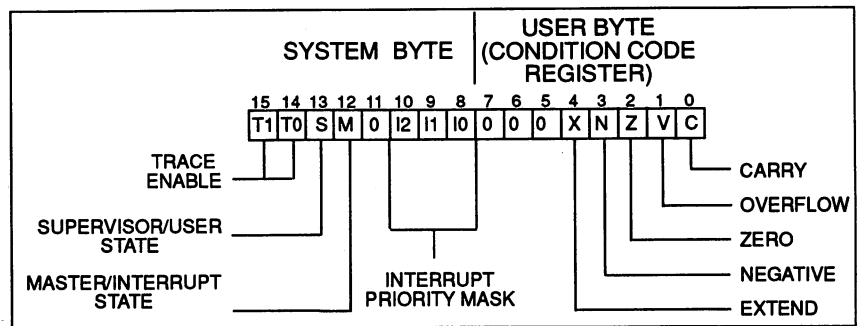 SYSTEM BYTE
USER BYTE
(CONDITION CODE
REGISTER)
15 14 13 12 11 10 9 8 7 6 5 4 3 2 1 0
T1 T0 S M 0 I2 I1 I0 0 0 0 X N Z V C
TRACE
ENABLE
SUPERVISOR/USER
STATE
MASTER/INTERRUPT
STATE
INTERRUPT
PRIORITY MASK
CARRY
OVERFLOW
ZERO
NEGATIVE
EXTEND